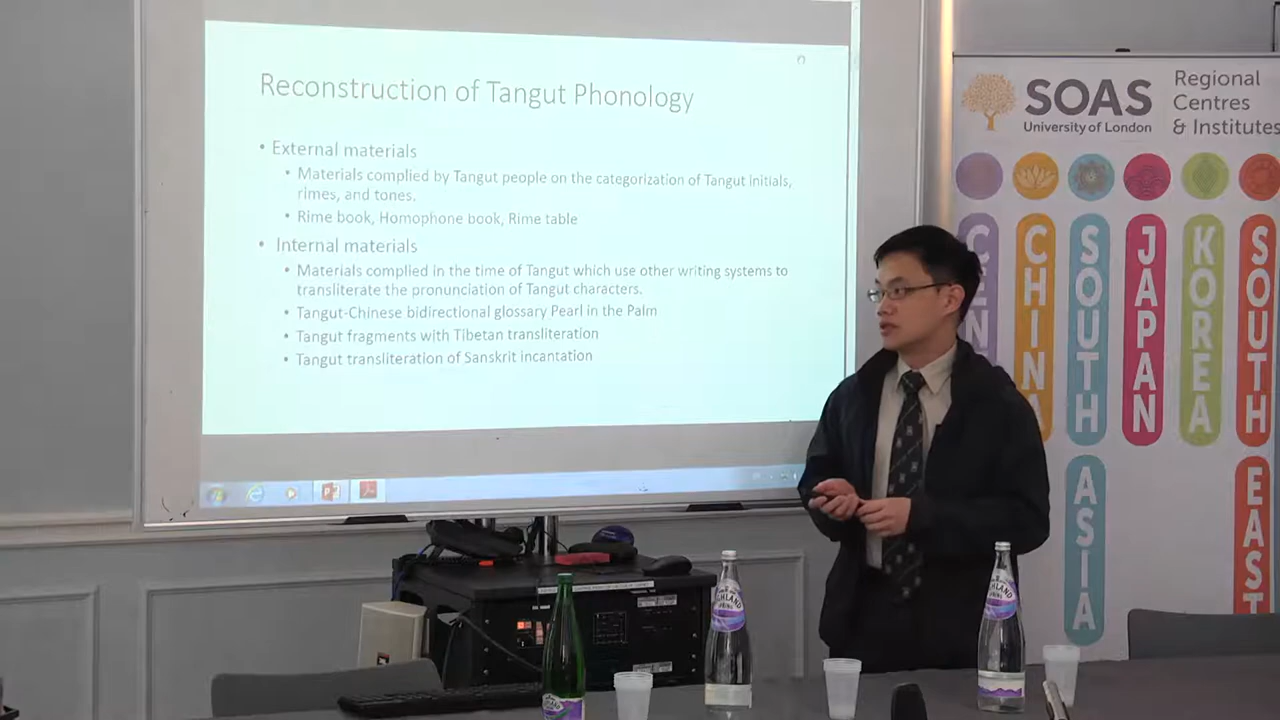 Reconstruction of Tangut Phonology
• External materials
• Materials complied by Tangut people on the categorization of Tangut initials,
rimes, and tones.
• Rime book, Homophone book, Rime table
• Internal materials
• Materials complied in the time of Tangut which use other writing systems to
transliterate the pronunciation of Tangut characters.
• Tangut-Chinese bidirectional glossary Pearl in the Palm
• Tangut fragments with Tibetan transliteration
• Tangut transliteration of Sanskrit incantation
SOAS
University of London
Regional
Centres
& Institutes
CEN
CHINA
SOUTH
ASIA
JAPAN
KOREA
SOUTH
EAST